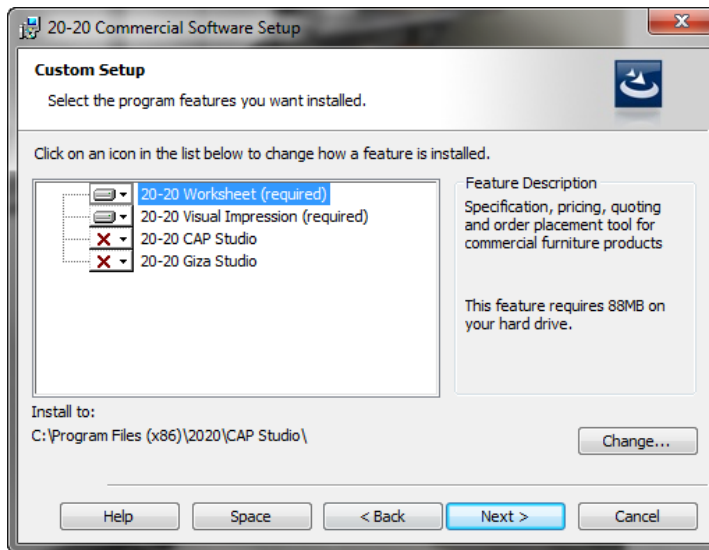 20-20 Commercial Software Setup
Custom Setup
Select the program features you want installed.
Click on an icon in the list below to change how a feature is installed.
20-20 Worksheet (required)
20-20 Visual Impression (required)
20-20 CAP Studio
20-20 Giza Studio
Feature Description
Specification, pricing, quoting
and order placement tool for
commercial furniture products
This feature requires 88MB on
your hard drive.
Install to:
C:\Program Files (x86)\2020\CAP Studio\
Change...
Help
Space
< Back
Next >
Cancel